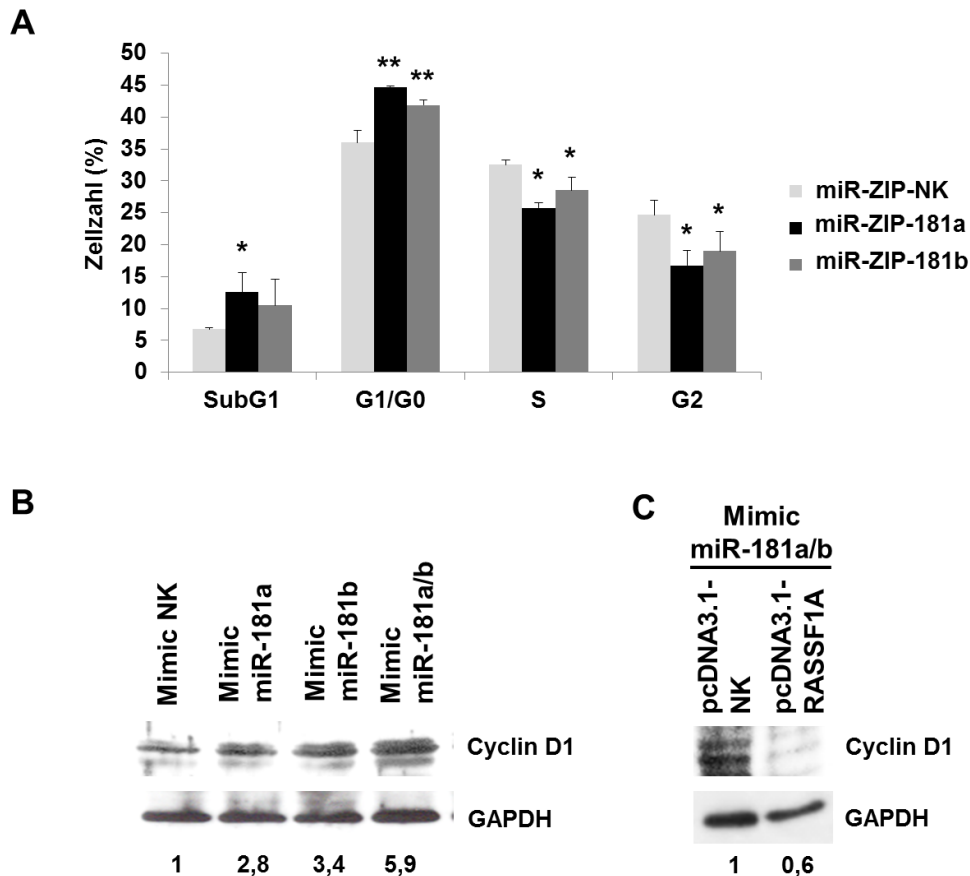 A
50
45
40
35
30
25
20
15
10
5
0
Zellzahl (%)
*
**
**
*
*
*
*
SubG1
G1/G0
S
G2
miR-ZIP-NK
miR-ZIP-181a
miR-ZIP-181b
B
Mimic NK
Mimic
miR-181a
Mimic
miR-181b
Mimic
miR-181a/b
Cyclin D1
GAPDH
1 2,8 3,4 5,9
C
Mimic
miR-181a/b
pcDNA3.1-
NK
pcDNA3.1-
RASSF1A
Cyclin D1
GAPDH
1 0,6